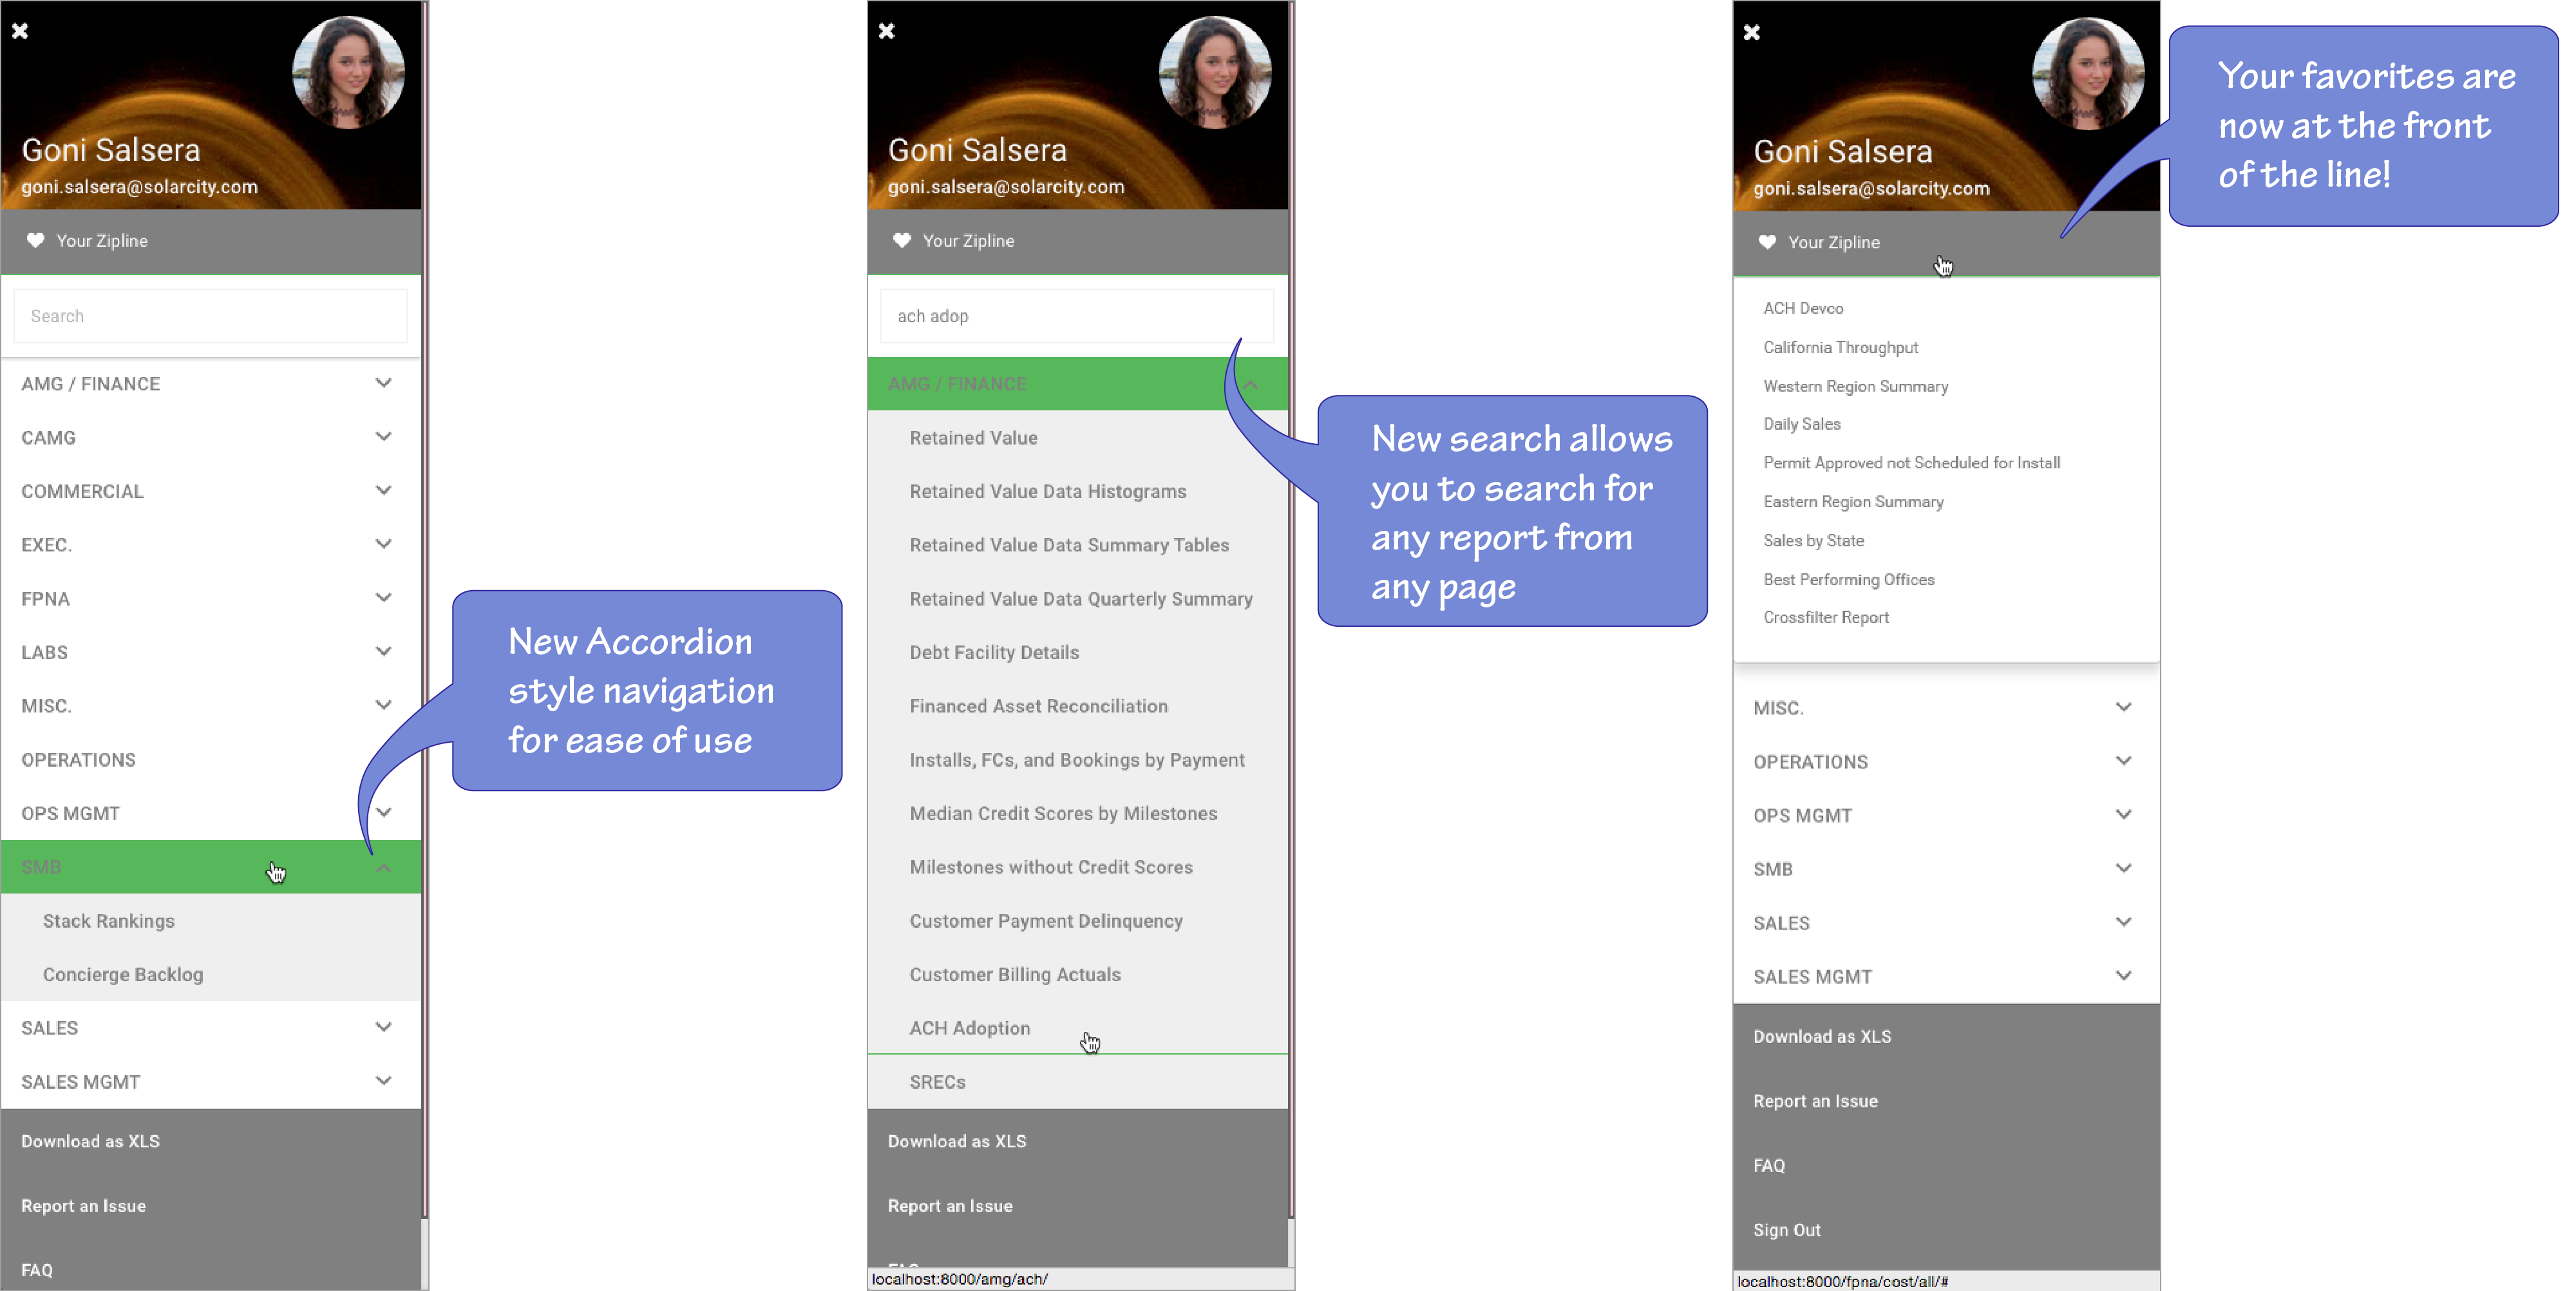 Goni Salsera
goni.salsera@solarcity.com
Your Zipline
Search
AMG / FINANCE
CAMG
COMMERCIAL
EXEC.
FPNA
LABS
MISC.
OPERATIONS
OPS MGMT
SMB
Stack Rankings
Concierge Backlog
SALES
SALES MGMT
Download as XLS
Report an Issue
FAQ
New Accordion
style navigation
for ease of use
Goni Salsera
goni.salsera@solarcity.com
Your Zipline
ach adop
AMG / FINANCE
Retained Value
Retained Value Data Histograms
Retained Value Data Summary Tables
Retained Value Data Quarterly Summary
Debt Facility Details
Financed Asset Reconciliation
Installs, FCs, and Bookings by Payment
Median Credit Scores by Milestones
Milestones without Credit Scores
Customer Payment Delinquency
Customer Billing Actuals
ACH Adoption
SRECs
Download as XLS
Report an Issue
FAQ
localhost:8000/amg/ach/
New search allows
you to search for
any report from
any page
Goni Salsera
goni.salsera@solarcity.com
Your Zipline
ACH Devco
California Throughput
Western Region Summary
Daily Sales
Permit Approved not Scheduled for Install
Eastern Region Summary
Sales by State
Best Performing Offices
Crossfilter Report
MISC.
OPERATIONS
OPS MGMT
SMB
SALES
SALES MGMT
Download as XLS
Report an Issue
FAQ
Sign Out
localhost:8000/fpna/cost/all/#
Your favorites are
now at the front
of the line!